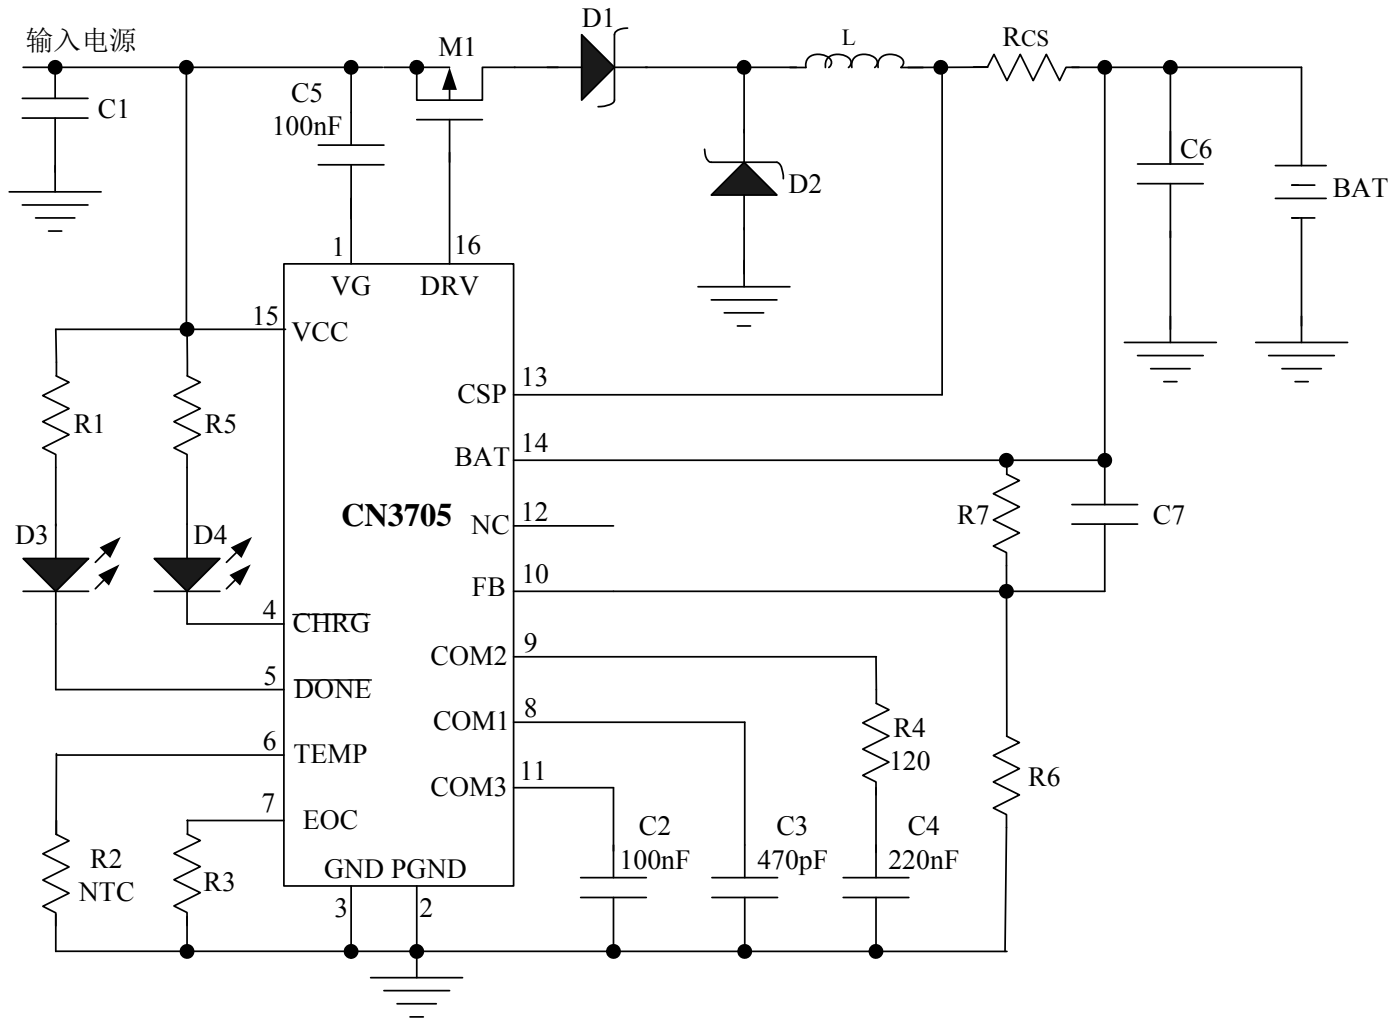 输入电源
D1
M1
L
RCS
C1
C5
100nF
D2
C6
BAT
1
16
VG
DRV
15
VCC
13
CSP
R1
R5
14
BAT
CN3705
12
NC
R7
C7
D3
D4
10
FB
4
CHRG
9
COM2
5
DONE
8
COM1
R4
120
6
TEMP
11
COM3
R6
7
EOC
C2
100nF
C3
470pF
C4
220nF
R2
NTC
R3
GND
PGND
3
2